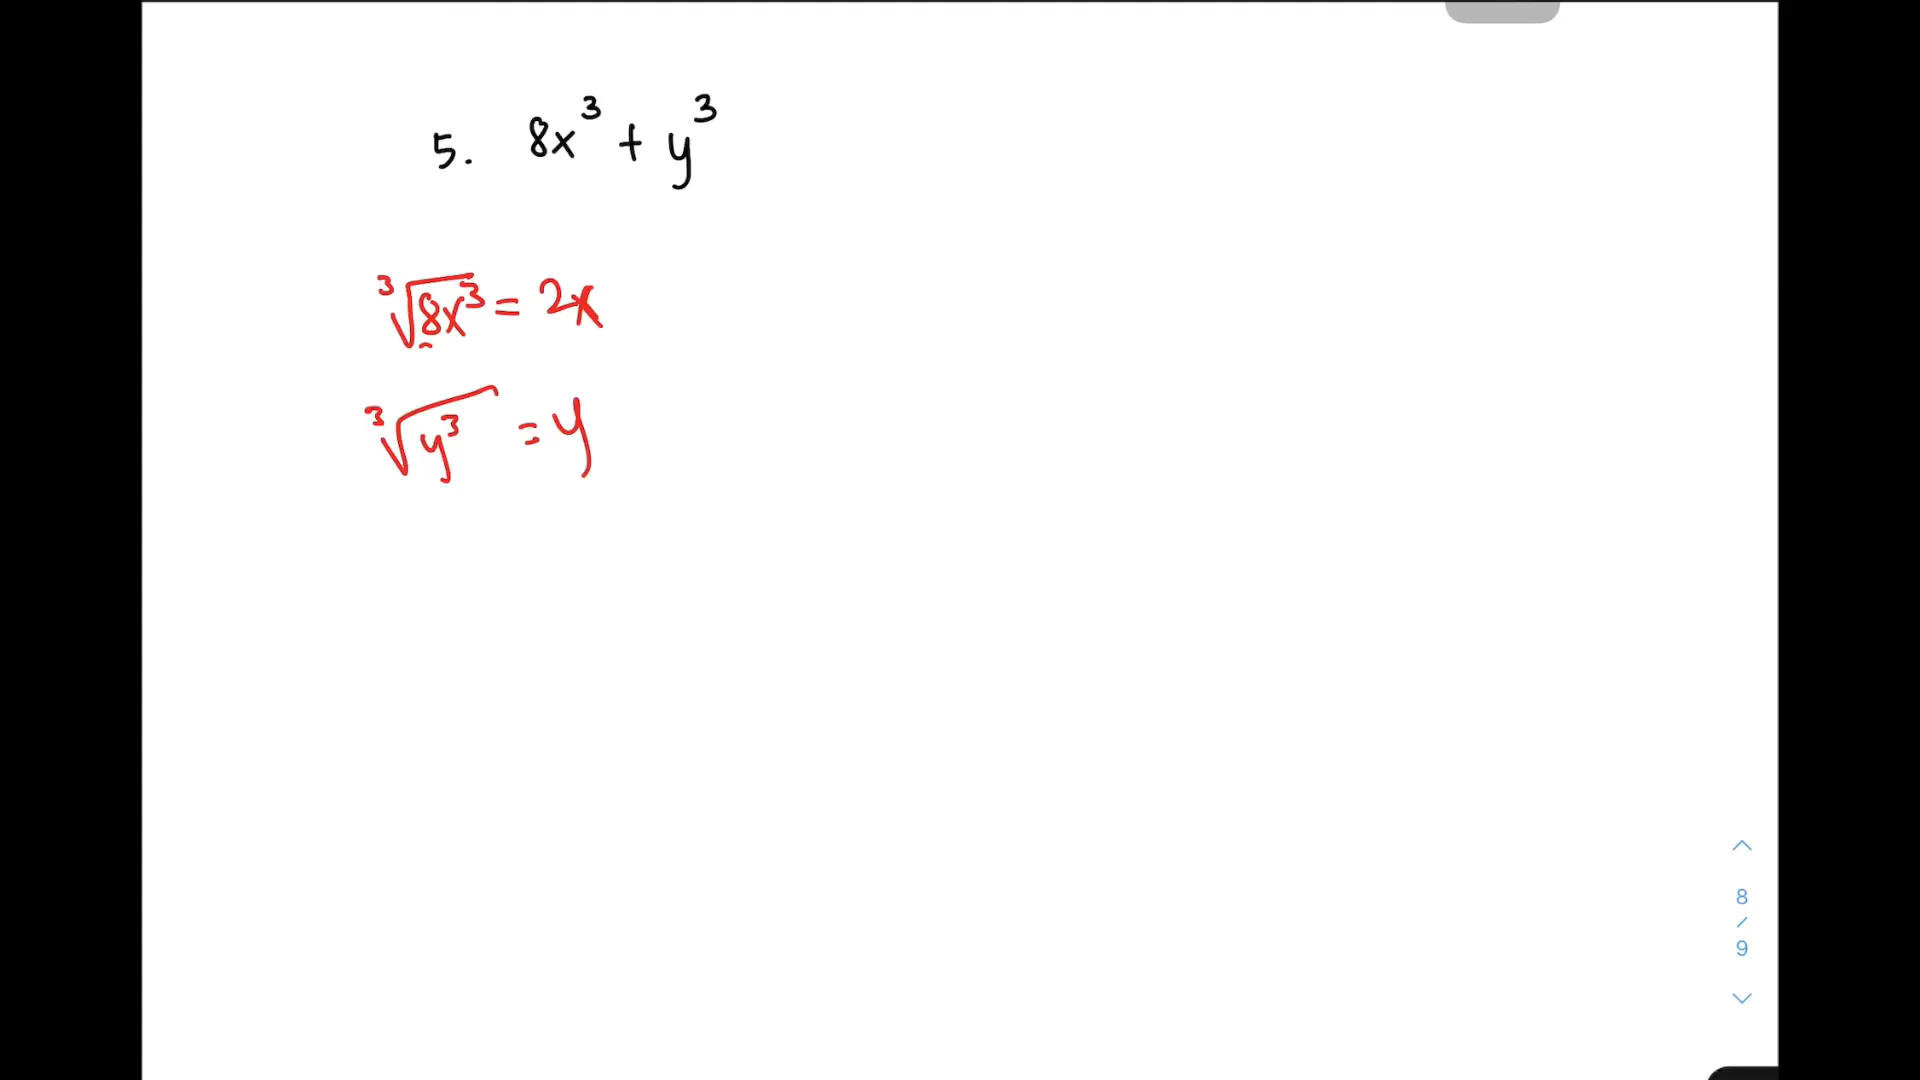 5. 8x³ + y³
∛8x³ = 2x
∛y³ = y
8
/
9